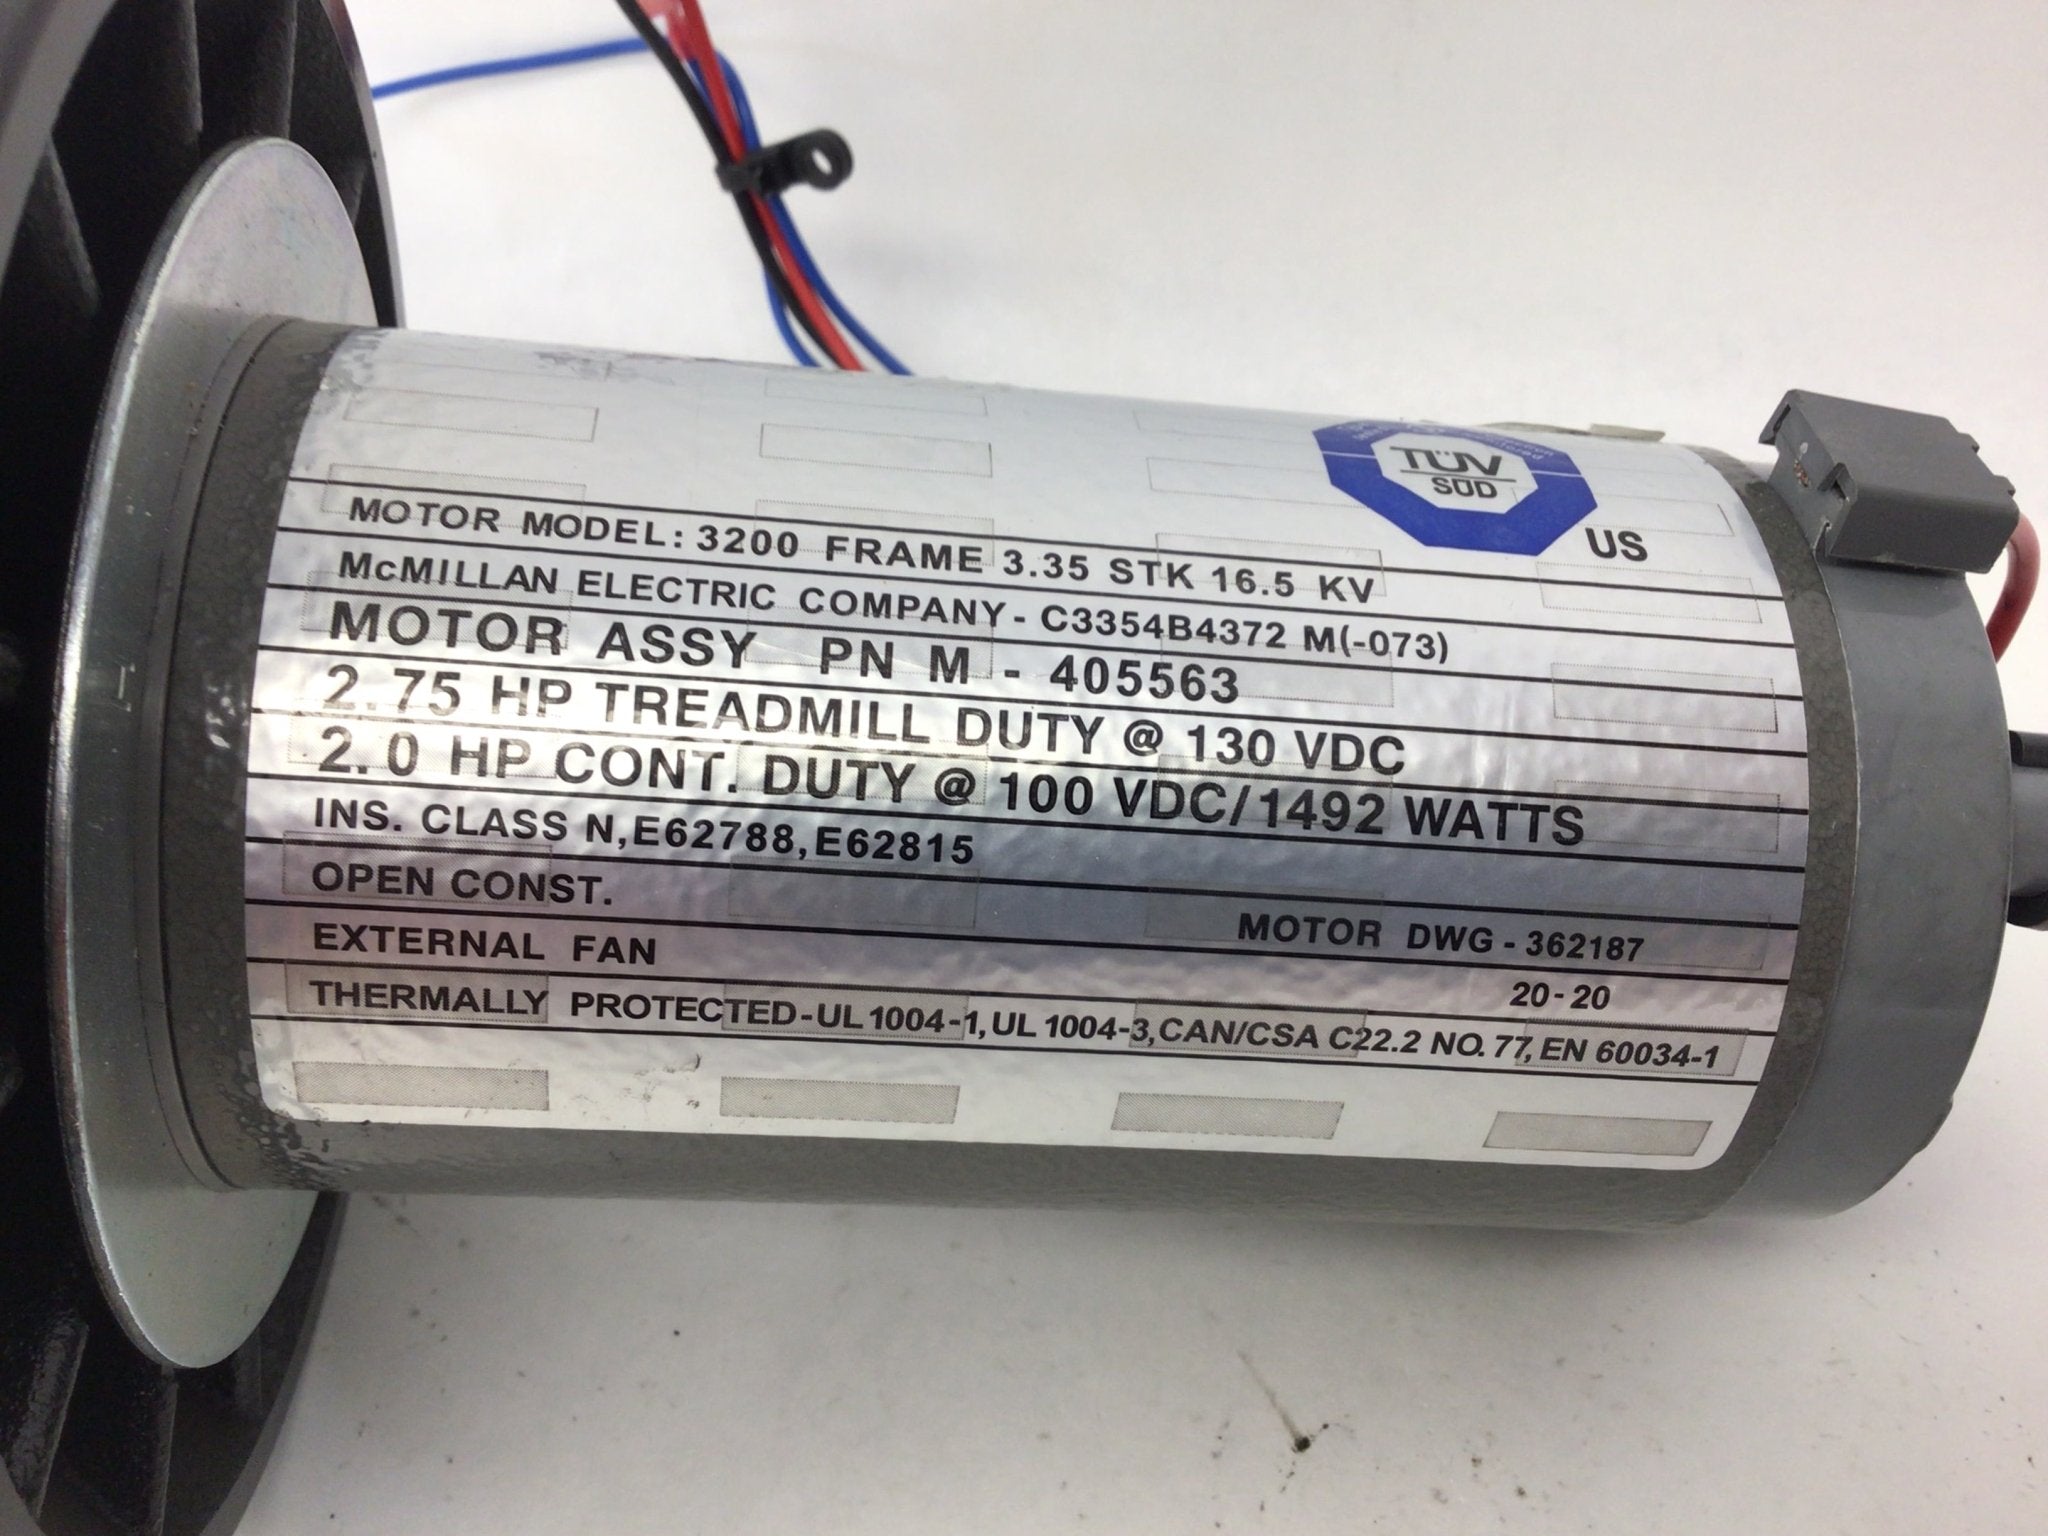 TÜV
SÜD
US
MOTOR MODEL: 3200 FRAME 3.35 STK 16.5 KV
McMILLAN ELECTRIC COMPANY - C3354B4372 M(-073)
MOTOR ASSY PN M - 405563
2.75 HP TREADMILL DUTY @ 130 VDC
2.0 HP CONT. DUTY @ 100 VDC/1492 WATTS
INS. CLASS N,E62788,E62815
OPEN CONST. MOTOR DWG - 362187
EXTERNAL FAN 20-20
THERMALLY PROTECTED-UL 1004-1, UL 1004-3, CAN/CSA C22.2 NO. 77, EN 60034-1